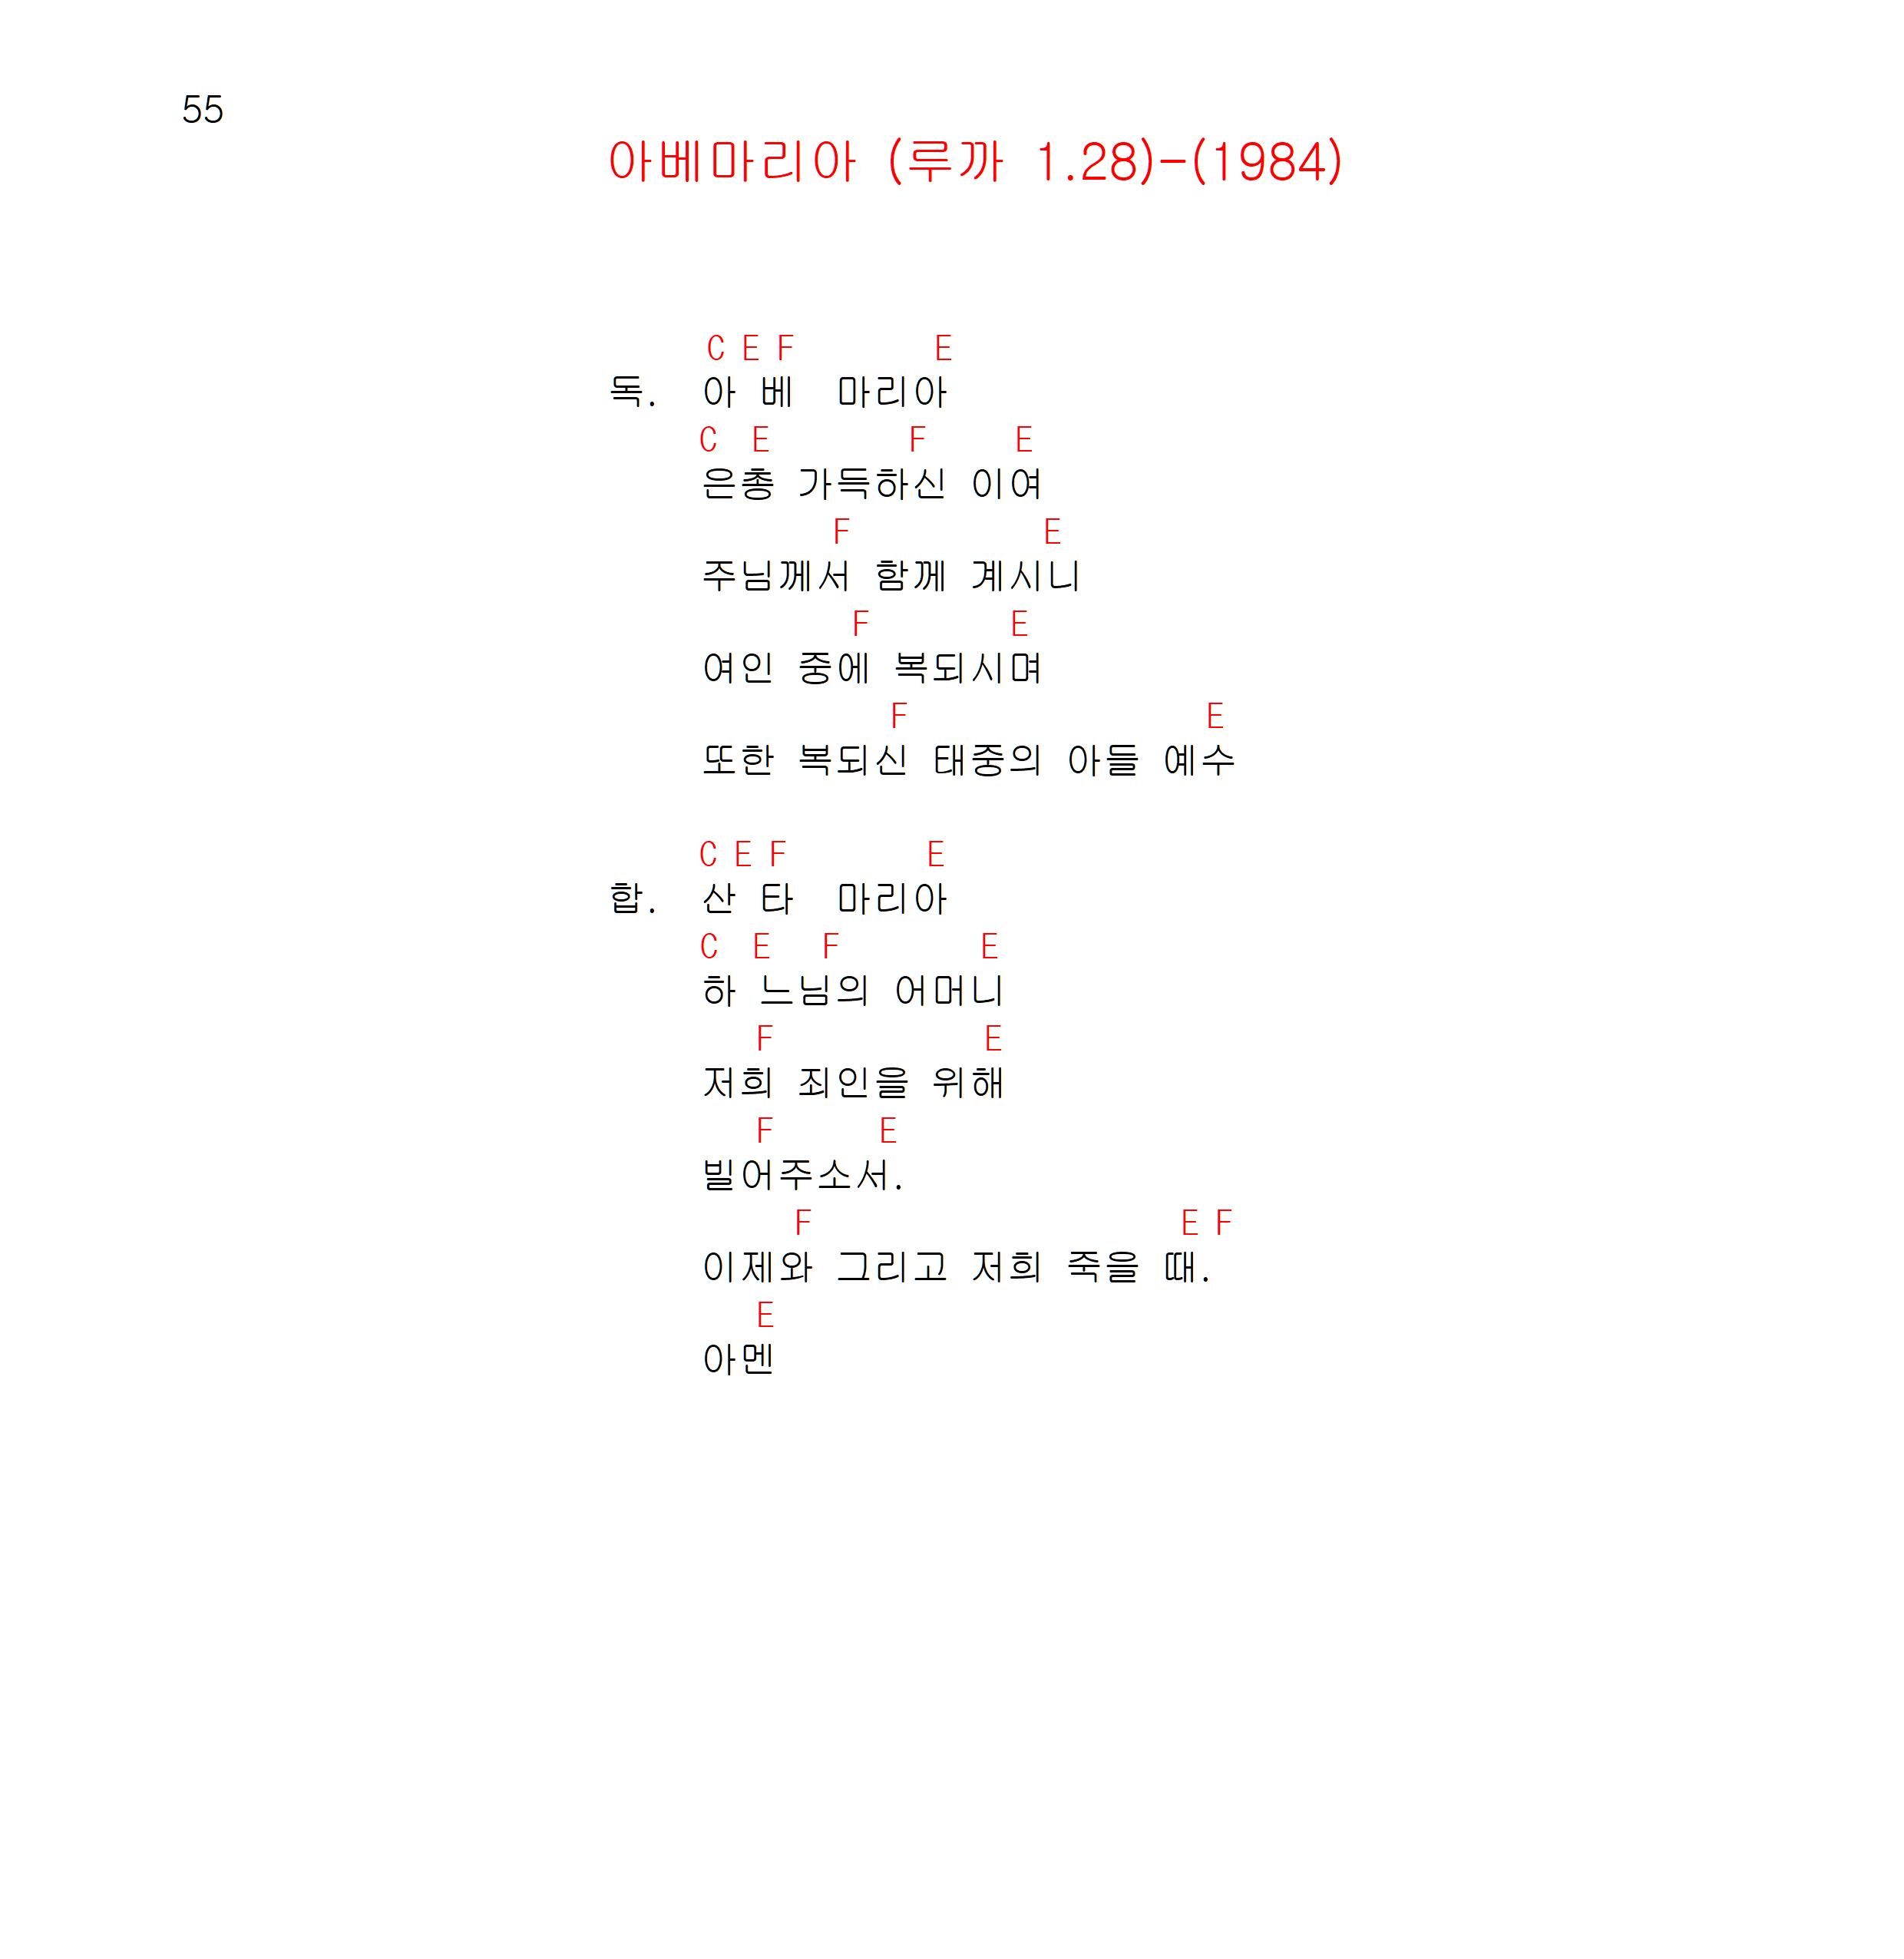 55
아베마리아 (루까 1.28)-(1984)
C E F E
독. 아 베 마리아
C E F E
은총 가득하신 이여
F E
주님께서 함께 계시니
F E
여인 중에 복되시며
F E
또한 복되신 태중의 아들 예수
C E F E
합. 산 타 마리아
C E F E
하 느님의 어머니
F E
저희 죄인을 위해
F E
빌어주소서.
F E F
이제와 그리고 저희 죽을 때.
E
아멘